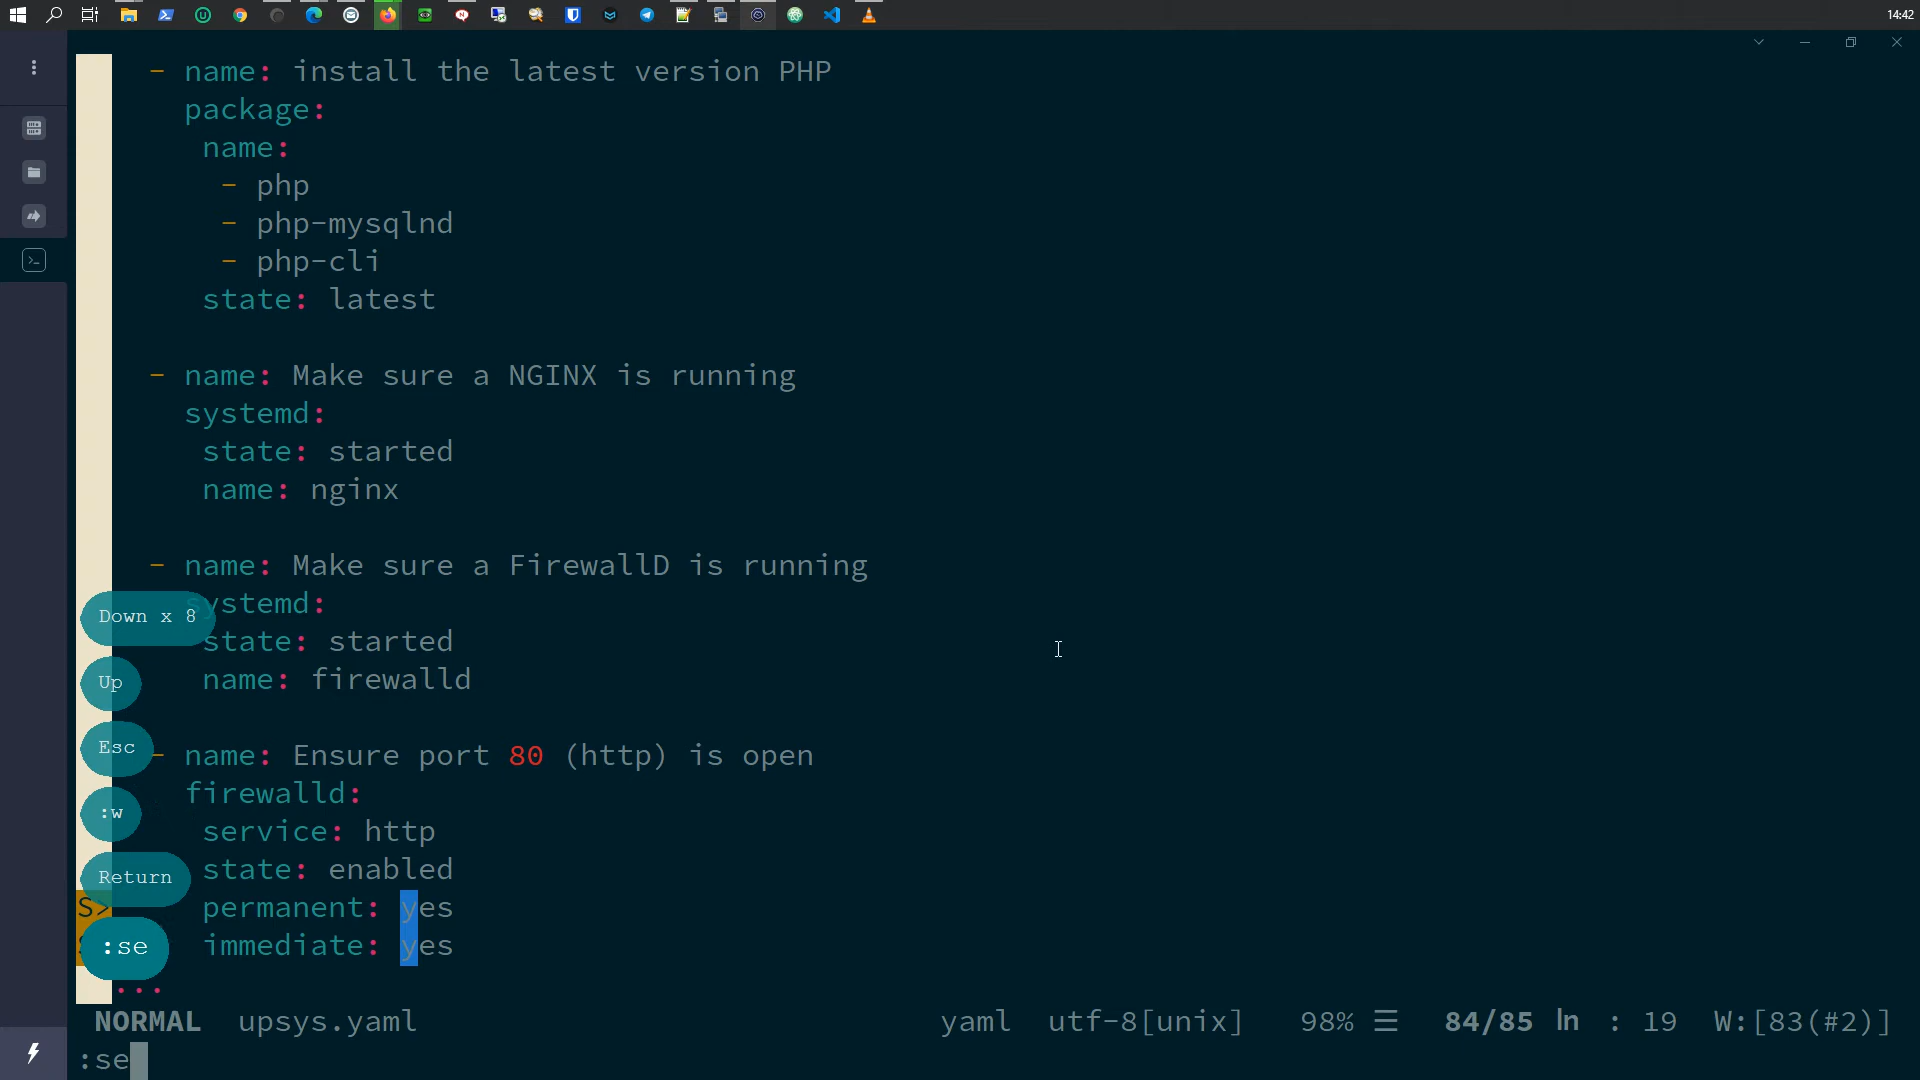 14:42
- name: install the latest version PHP
package:
name:
- php
- php-mysqlnd
- php-cli
state: latest
- name: Make sure a NGINX is running
systemd:
state: started
name: nginx
- name: Make sure a FirewallD is running
systemd:
Down x 8
state: started
name: firewalld
Up
- name: Ensure port 80 (http) is open
Esc
firewalld:
:w
service: http
state: enabled
Return
S> permanent: yes
immediate: yes
:se
...
NORMAL upsys.yaml yaml utf-8[unix] 98% ☰ 84/85 ln : 19 W:[83(#2)]
:se